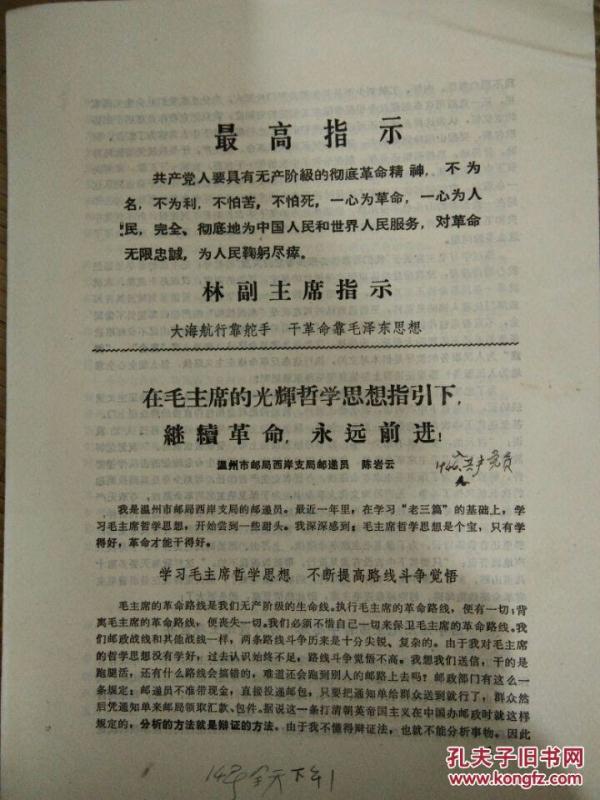 最高指示
共产党人要具有无产阶級的彻底革命精神，不为
名，不为利，不怕苦，不怕死，一心为革命，一心为人
民，完全、彻底地为中国人民和世界人民服务，对革命
无限忠誠，为人民鞠躬尽瘁。
林副主席指示
大海航行靠舵手 干革命靠毛泽东思想
在毛主席的光輝哲学思想指引下，
継續革命，永远前进！
温州市邮局西岸支局邮递员 陈岩云
共产党员
我是温州市邮局西岸支局的邮递员。最近一年里，在学习“老三篇”的基础上，学
习毛主席哲学思想，开始尝到一些甜头。我深深感到：毛主席哲学思想是个宝，只有学
得好，革命才能干得好。
学习毛主席哲学思想 不断提高路线斗争觉悟
毛主席的革命路线是我们无产阶级的生命线。执行毛主席的革命路线，便有一切；背
离毛主席的革命路线，便丧失一切。我们必须不惜自己一切来保卫毛主席的革命路线。我
们邮政战线和其他战线一样，两条路线斗争历来是十分尖锐、复杂的。由于我对毛主席
的哲学思想没有学好，过去认识始终不足，路线斗争觉悟不高。我想我们送信，干的是
跑腿活，还有什么路线会搞错的，难道还会跑到别人的邮路上去吗？邮政部门有这么一
条规定：邮递员不准带现金，直接投递邮包，只要把通知单给群众送到就行了，群众然
后凭通知单来邮局领取汇款、包件。据说这一条打清朝英帝国主义在中国办邮政时就这样
规定的，分析的方法就是辩证的方法。由于我不懂得辩证法，也就不能分析事物。因此
孔夫子旧书网
www.kongfz.com